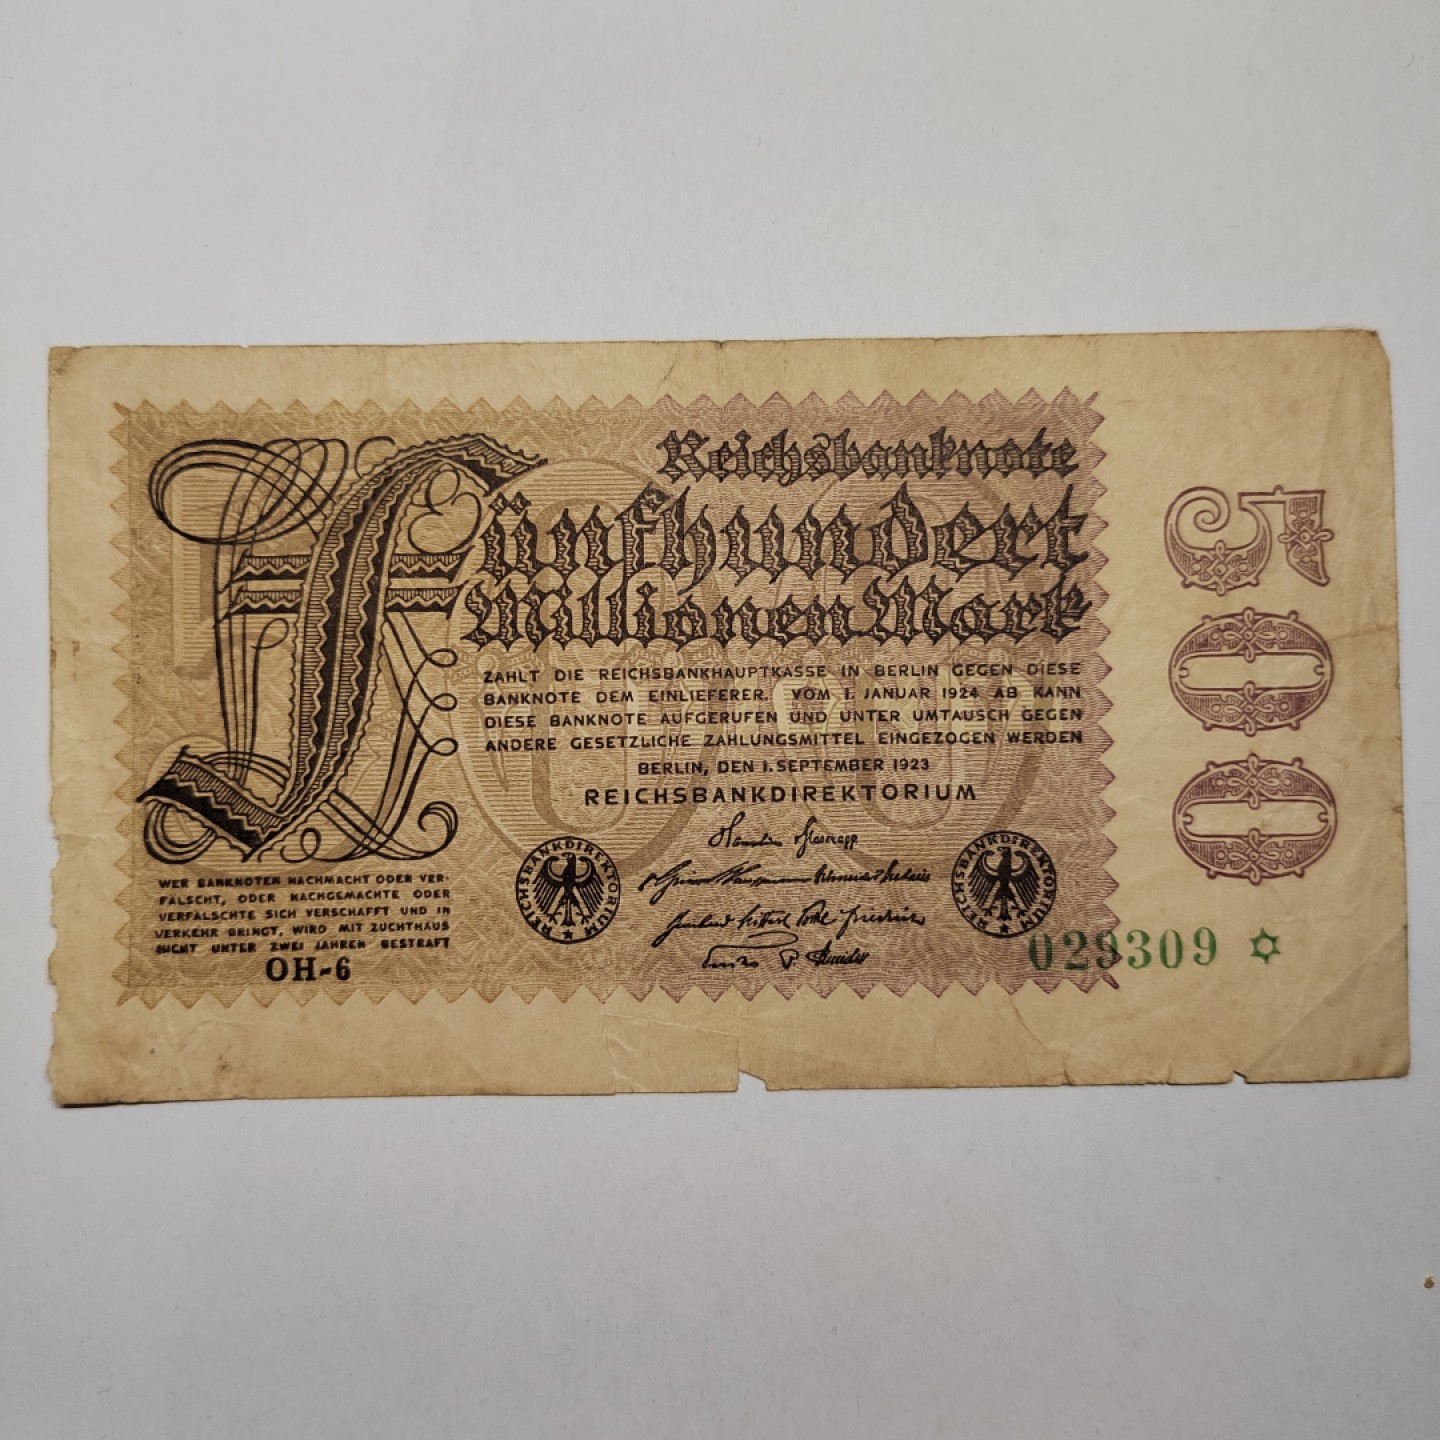 Reichsbanknote
Fünfhundert
Millionen Mark
ZAHLT DIE REICHSBANKHAUPTKASSE IN BERLIN GEGEN DIESE
BANKNOTE DEM EINLIEFERER. VOM 1. JANUAR 1924 AB KANN
DIESE BANKNOTE AUFGERUFEN UND UNTER UMTAUSCH GEGEN
ANDERE GESETZLICHE ZAHLUNGSMITTEL EINGEZOGEN WERDEN
BERLIN, DEN 1. SEPTEMBER 1923
REICHSBANKDIREKTORIUM
REICHSBANKDIREKTORIUM
REICHSBANKDIREKTORIUM
WER BANKNOTEN NACHMACHT ODER VER-
FÄLSCHT, ODER NACHGEMACHTE ODER
VERFÄLSCHTE SICH VERSCHAFFT UND IN
VERKEHR BRINGT, WIRD MIT ZUCHTHAUS
NICHT UNTER ZWEI JAHREN BESTRAFT
OH-6
029309
500